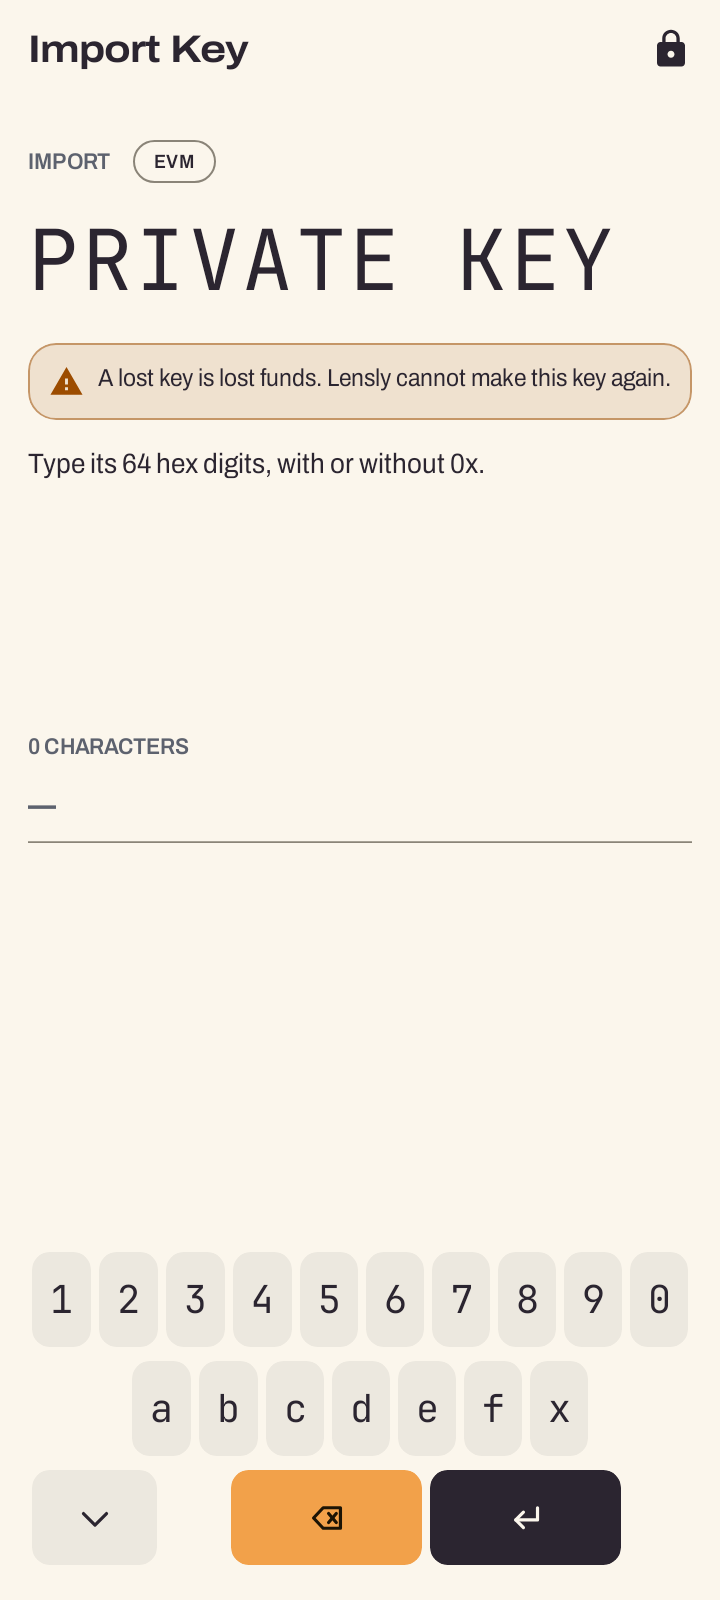 Import Key
IMPORT EVM
PRIVATE KEY
A lost key is lost funds. Lensly cannot make this key again.
Type its 64 hex digits, with or without 0x.
0 CHARACTERS
1 2 3 4 5 6 7 8 9 0
a b c d e f x